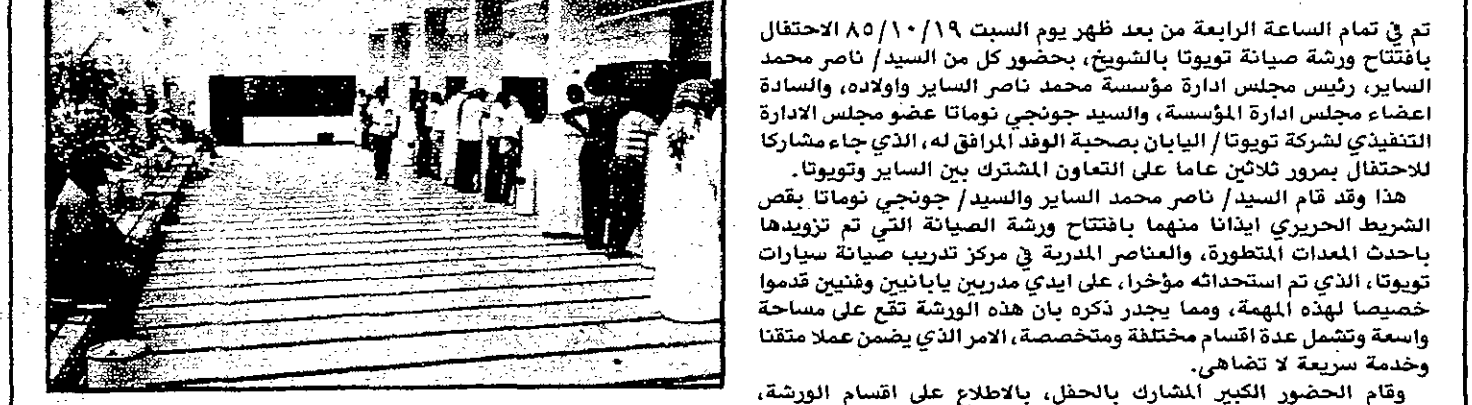 تم في تمام الساعة الرابعة من بعد ظهر يوم السبت ٨٥/١٠/١٩ الاحتفال
بافتتاح ورشة صيانة تويوتا بالشويخ، بحضور كل من السيد/ ناصر محمد
الساير، رئيس مجلس ادارة مؤسسة محمد ناصر الساير واولاده، والسادة
اعضاء مجلس ادارة المؤسسة، والسيد جونجي نوماتا عضو مجلس الادارة
التنفيذي لشركة تويوتا/ اليابان بصحبة الوفد المرافق له، الذي جاء مشاركا
للاحتفال بمرور ثلاثين عاما على التعاون المشترك بين الساير وتويوتا.
هذا وقد قام السيد/ ناصر محمد الساير والسيد/ جونجي نوماتا بقص
الشريط الحريري ايذانا منهما بافتتاح ورشة الصيانة التي تم تزويدها
باحدث المعدات المتطورة، والعناصر المدربة في مركز تدريب صيانة سيارات
تويوتا، الذي تم استحداثه مؤخرا، على ايدي مدربين يابانيين وفنيين قدموا
خصيصا لهذه المهمة، ومما يجدر ذكره بان هذه الورشة تقع على مساحة
واسعة وتشمل عدة اقسام مختلفة ومتخصصة، الامر الذي يضمن عملا متقنا
وخدمة سريعة لا تضاهى.
وقام الحضور الكبير المشارك بالحفل، بالاطلاع على اقسام الورشة،